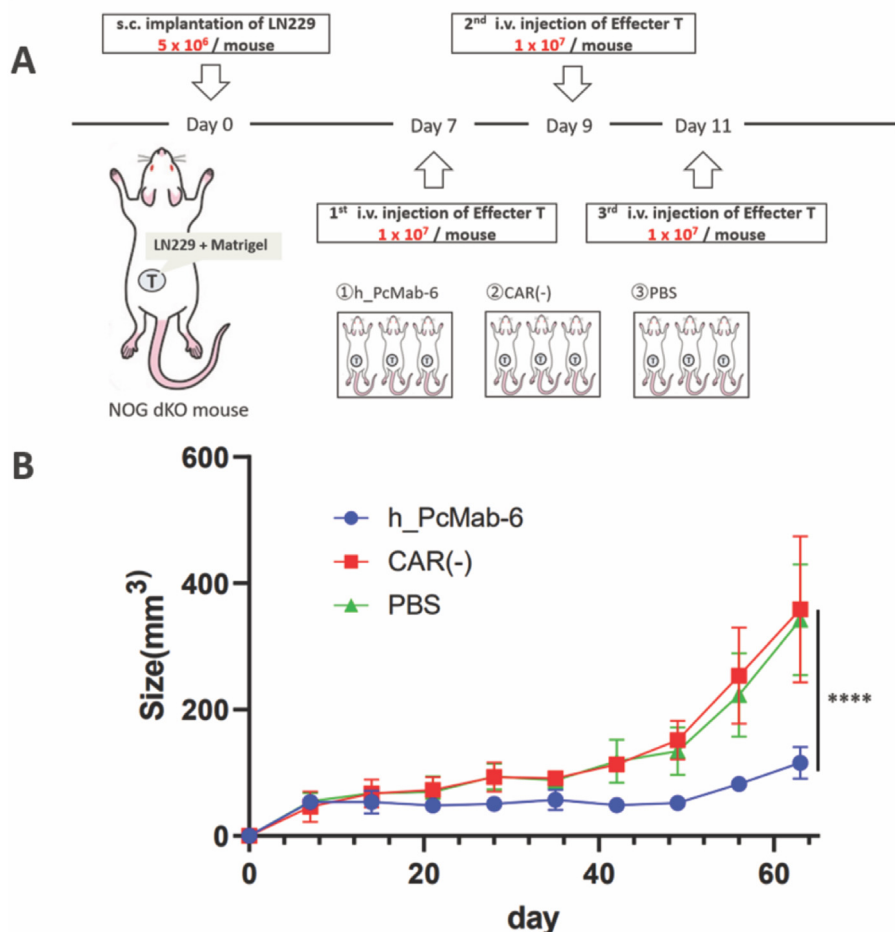 A
s.c. implantation of LN229
5 x 10⁶ / mouse
2ⁿᵈ i.v. injection of Effecter T
1 x 10⁷ / mouse
Day 0
Day 7
Day 9
Day 11
1ˢᵗ i.v. injection of Effecter T
1 x 10⁷ / mouse
3ʳᵈ i.v. injection of Effecter T
1 x 10⁷ / mouse
LN229 + Matrigel
T
NOG dKO mouse
①h_PcMab-6
②CAR(-)
③PBS
T T T
T T T
T T T
B
600
400
200
0
Size(mm³)
h_PcMab-6
CAR(-)
PBS
****
0 20 40 60
day